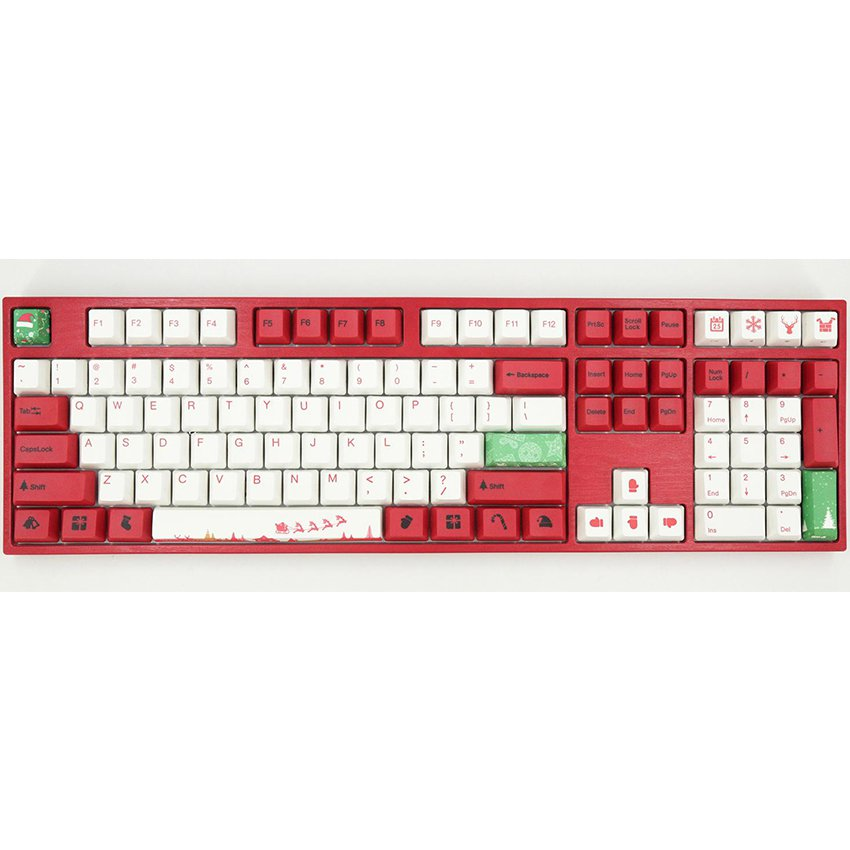 F1 F2 F3 F4 F5 F6 F7 F8 F9 F10 F11 F12 PrtSc Scroll Lock Pause 25
~ ! @ # $ % ^ & * ( ) _ +
` 1 2 3 4 5 6 7 8 9 0 - = ← Backspace Insert Home PgUp Num Lock / * -
Tab Q W E R T Y U I O P { [ } ] | \ Delete End PgDn 7 Home 8 ↑ 9 PgUp +
CapsLock A S D F G H J K L : ; " ' 4 ← 5 6 →
Shift Z X C V B N M < , > . ? / Shift 1 End 2 ↓ 3 PgDn
0 Ins . Del